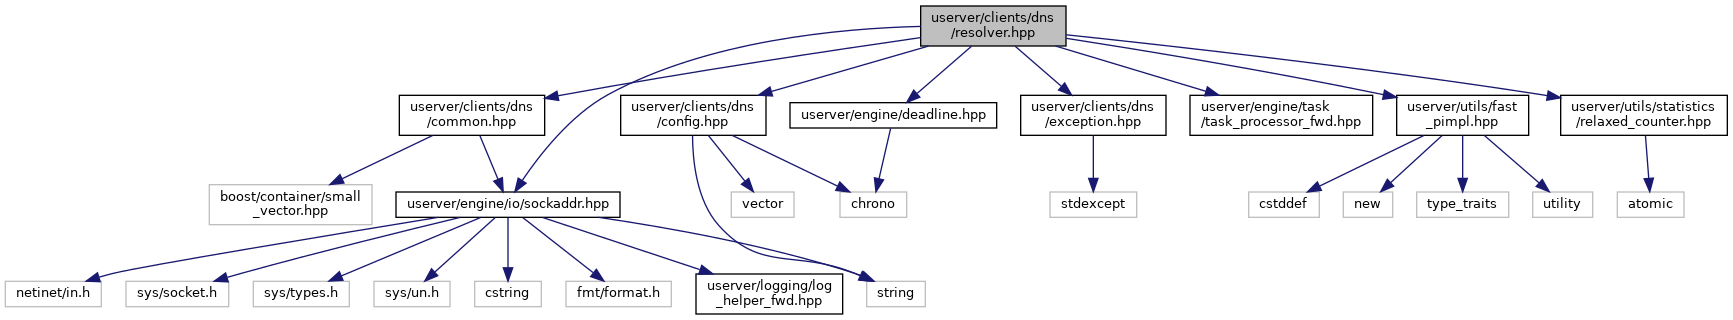 userver/clients/dns
/resolver.hpp
userver/clients/dns
/common.hpp
userver/clients/dns
/config.hpp
userver/engine/deadline.hpp
userver/clients/dns
/exception.hpp
userver/engine/task
/task_processor_fwd.hpp
userver/utils/fast
_pimpl.hpp
userver/utils/statistics
/relaxed_counter.hpp
boost/container/small
_vector.hpp
userver/engine/io/sockaddr.hpp
vector
chrono
stdexcept
cstddef
new
type_traits
utility
atomic
netinet/in.h
sys/socket.h
sys/types.h
sys/un.h
cstring
fmt/format.h
userver/logging/log
_helper_fwd.hpp
string